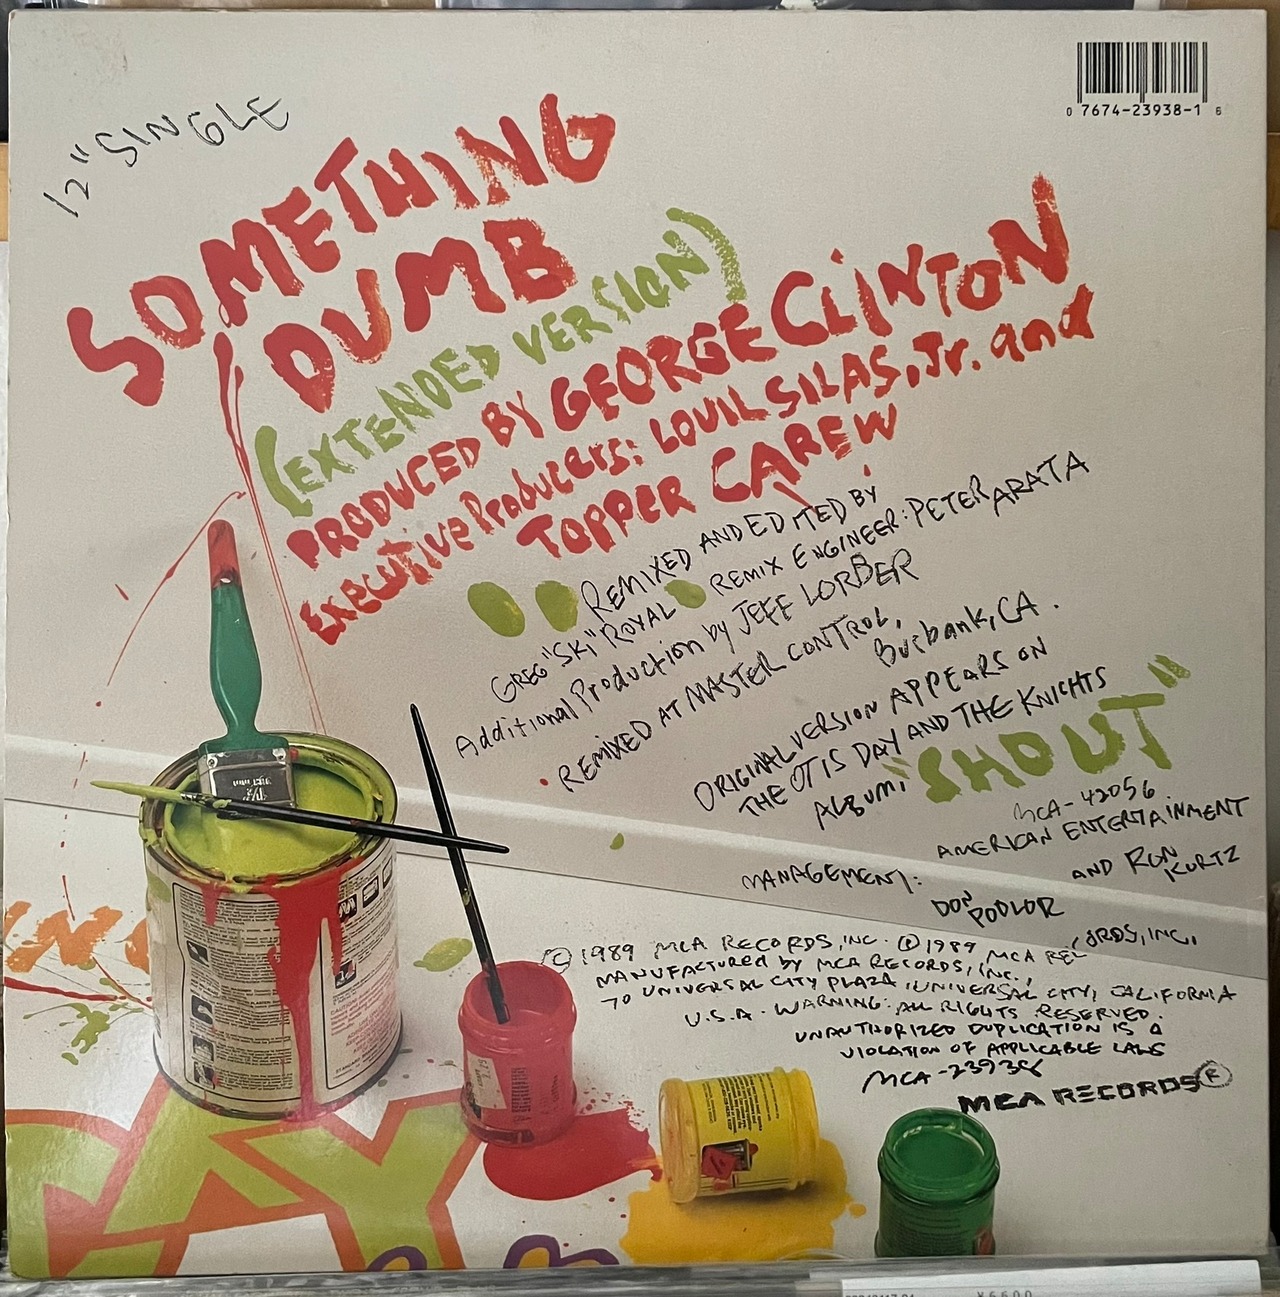 12" SINGLE
0 7674-23938-1 6
SOMETHING
DUMB
(EXTENDED VERSION)
PRODUCED BY GEORGE CLINTON
EXECUTIVE PRODUCERS: LOUIL SILAS, Jr. and
TOPPER CAREW
REMIXED AND EDITED BY
GREG "SKI" ROYAL REMIX ENGINEER: PETER ARATA
Additional Production by JEFF LORBER
REMIXED AT MASTER CONTROL,
Burbank, CA.
ORIGINAL VERSION APPEARS ON
THE OTIS DAY AND THE KNIGHTS
ALBUM, "SHOUT"
MCA-42056
AMERICAN ENTERTAINMENT
AND RON
KURTZ
MANAGEMENT:
DON
PODLOR
© 1989 MCA RECORDS, INC. Ⓟ 1989 MCA REC
ORDS, INC.
MANUFACTURED by MCA RECORDS, INC.,
70 UNIVERSAL CITY PLAZA, UNIVERSAL CITY, CALIFORNIA
U.S.A. WARNING: ALL RIGHTS RESERVED.
UNAUTHORIZED DUPLICATION IS A
VIOLATION OF APPLICABLE LAWS
MCA-23938
MCA RECORDS®
¥6600